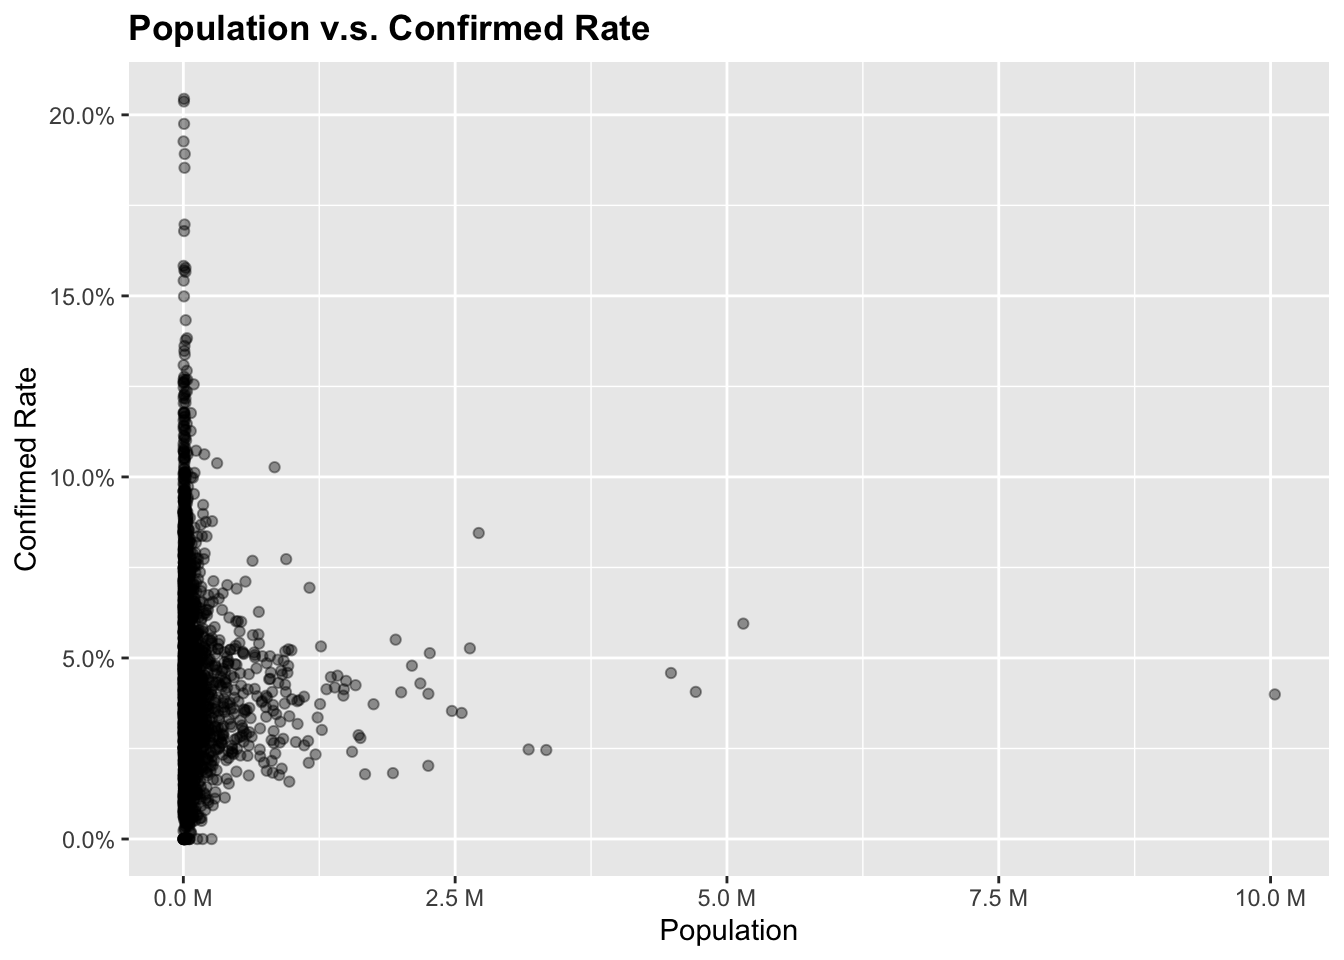 Population v.s. Confirmed Rate
20.0%
15.0%
10.0%
5.0%
0.0%
Confirmed Rate
0.0 M 2.5 M 5.0 M 7.5 M 10.0 M
Population